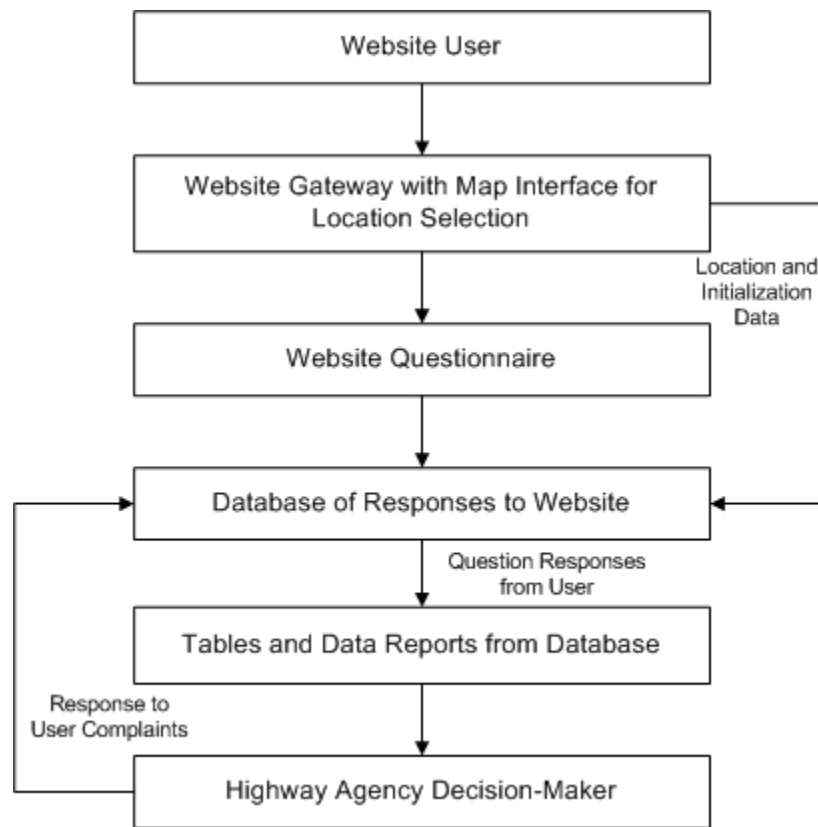 Website User
Website Gateway with Map Interface for
Location Selection
Location and
Initialization
Data
Website Questionnaire
Database of Responses to Website
Question Responses
from User
Tables and Data Reports from Database
Response to
User Complaints
Highway Agency Decision-Maker